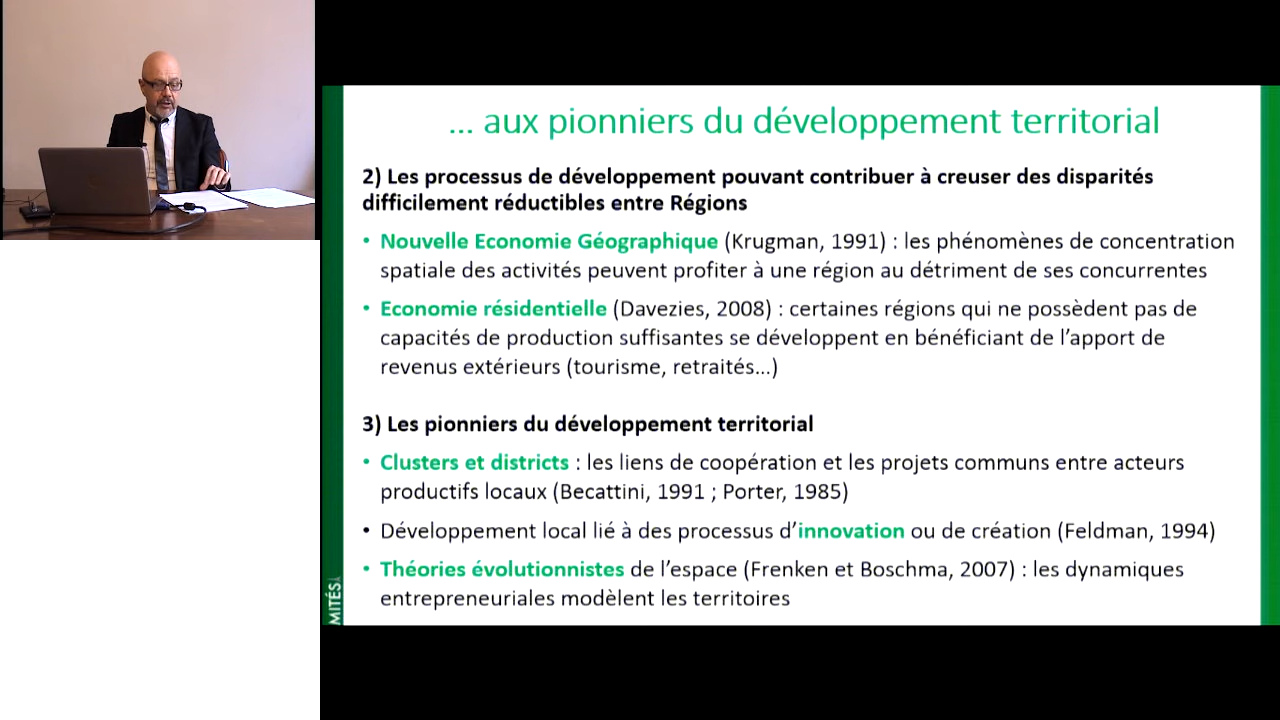 ... aux pionniers du développement territorial
2) Les processus de développement pouvant contribuer à creuser des disparités
difficilement réductibles entre Régions
• Nouvelle Economie Géographique (Krugman, 1991) : les phénomènes de concentration
spatiale des activités peuvent profiter à une région au détriment de ses concurrentes
• Economie résidentielle (Davezies, 2008) : certaines régions qui ne possèdent pas de
capacités de production suffisantes se développent en bénéficiant de l’apport de
revenus extérieurs (tourisme, retraités...)
3) Les pionniers du développement territorial
• Clusters et districts : les liens de coopération et les projets communs entre acteurs
productifs locaux (Becattini, 1991 ; Porter, 1985)
• Développement local lié à des processus d’innovation ou de création (Feldman, 1994)
• Théories évolutionnistes de l’espace (Frenken et Boschma, 2007) : les dynamiques
entrepreneuriales modèlent les territoires
MITÉS